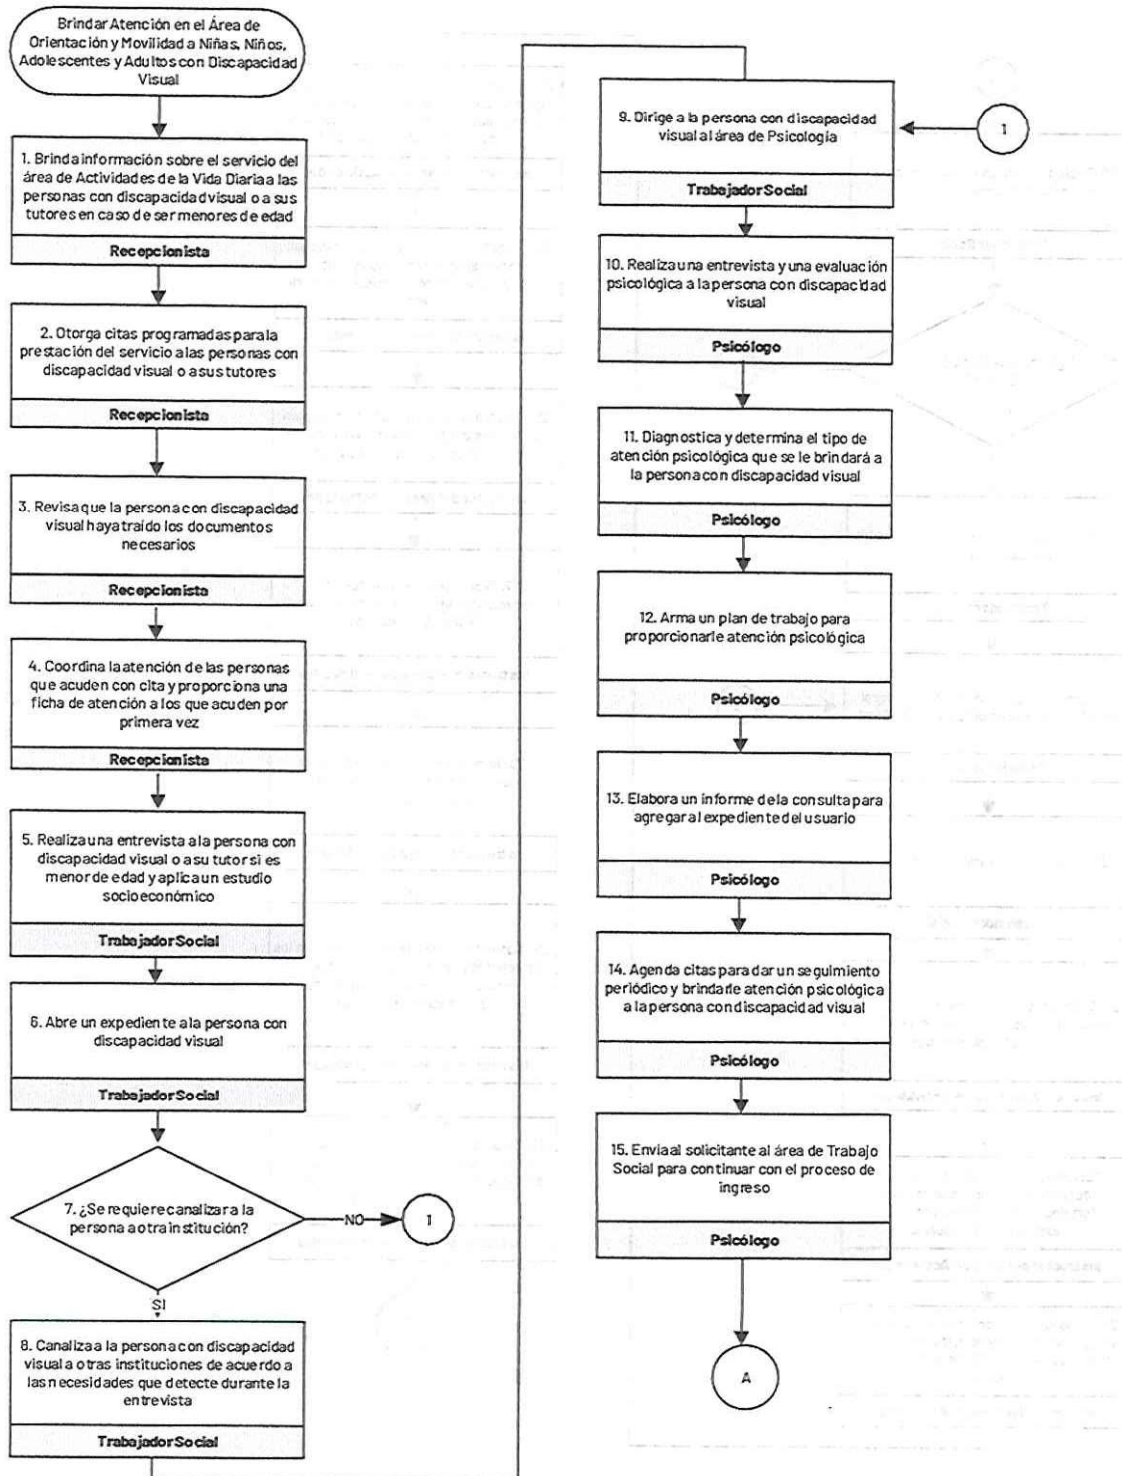 Brindar Atención en el Área de
Orientación y Movilidad a Niñas, Niños,
Adolescentes y Adultos con Discapacidad
Visual
1. Brinda información sobre el servicio del
área de Actividades de la Vida Diaria a las
personas con discapacidad visual o a sus
tutores en caso de ser menores de edad
Recepcionista
2. Otorga citas programadas para la
prestación del servicio a las personas con
discapacidad visual o a sus tutores
Recepcionista
3. Revisa que la persona con discapacidad
visual haya traído los documentos
necesarios
Recepcionista
4. Coordina la atención de las personas
que acuden con cita y proporciona una
ficha de atención a los que acuden por
primera vez
Recepcionista
5. Realiza una entrevista a la persona con
discapacidad visual o a su tutor si es
menor de edad y aplica un estudio
socioeconómico
Trabajador Social
6. Abre un expediente a la persona con
discapacidad visual
Trabajador Social
7. ¿Se requiere canalizar a la
persona a otra institución?
NO
1
SI
8. Canaliza a la persona con discapacidad
visual a otras instituciones de acuerdo a
las necesidades que detecte durante la
entrevista
Trabajador Social
9. Dirige a la persona con discapacidad
visual al área de Psicología
Trabajador Social
1
10. Realiza una entrevista y una evaluación
psicológica a la persona con discapacidad
visual
Psicólogo
11. Diagnostica y determina el tipo de
atención psicológica que se le brindará a
la persona con discapacidad visual
Psicólogo
12. Arma un plan de trabajo para
proporcionarle atención psicológica
Psicólogo
13. Elabora un informe de la consulta para
agregar al expediente del usuario
Psicólogo
14. Agenda citas para dar un seguimiento
periódico y brindarle atención psicológica
a la persona con discapacidad visual
Psicólogo
15. Envía al solicitante al área de Trabajo
Social para continuar con el proceso de
ingreso
Psicólogo
A